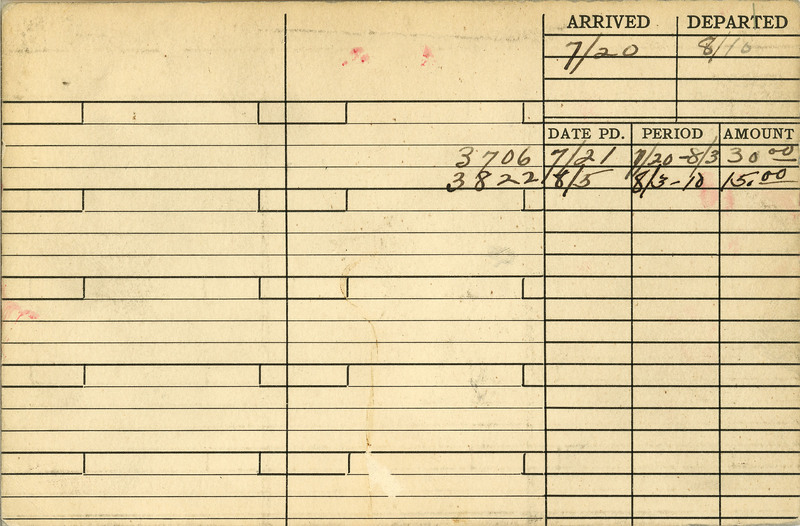 ARRIVED DEPARTED
7/20 8/10
DATE PD. PERIOD AMOUNT
3706 7/21 7/20-8/3 30 00
3822 8/5 8/3-10 15.00